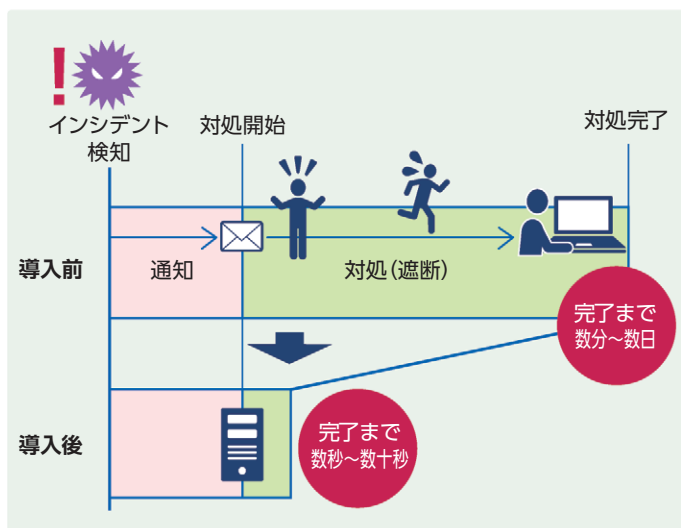 インシデント
検知
対処開始
対処完了
導入前
通知
対処(遮断)
完了まで
数分〜数日
導入後
完了まで
数秒〜数十秒